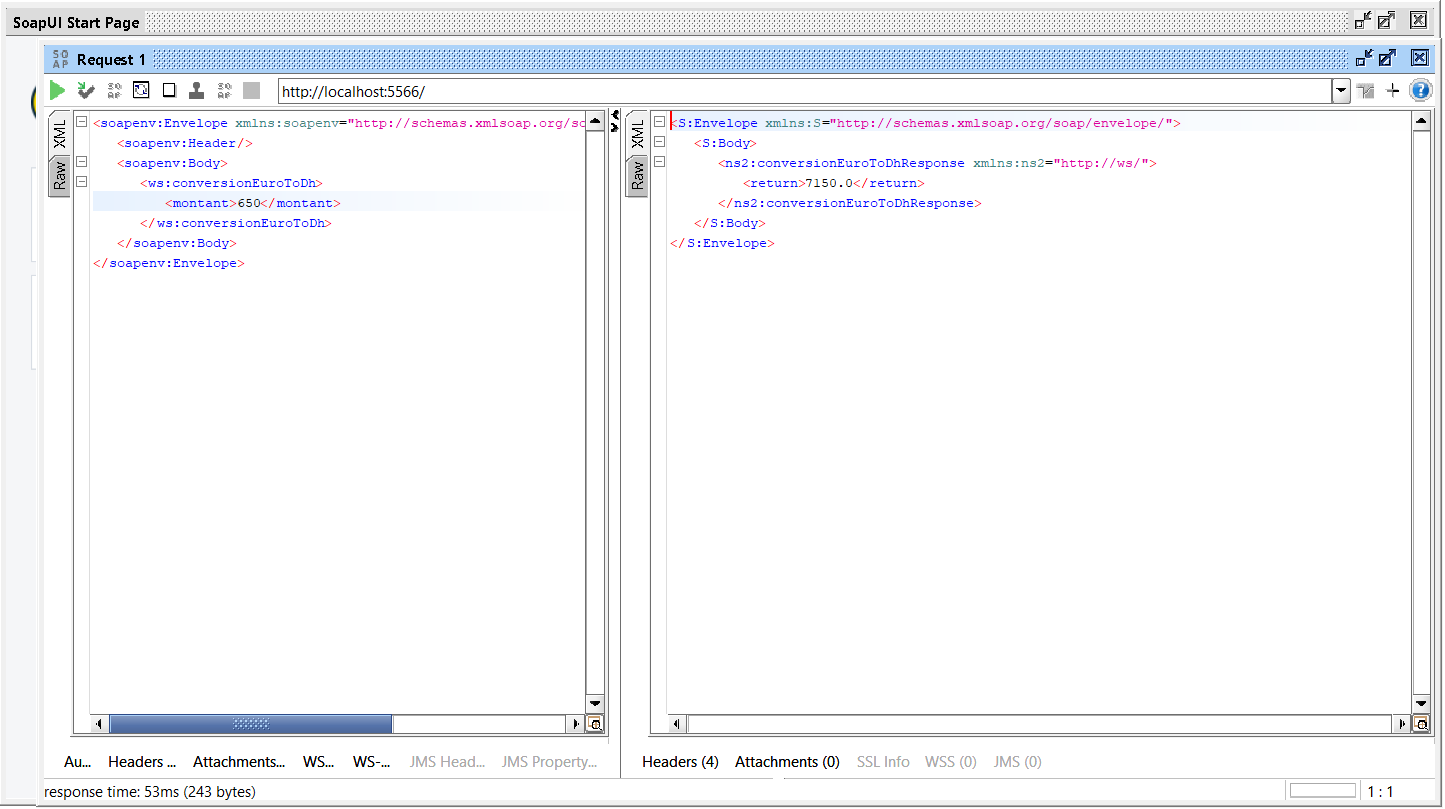 SoapUI Start Page
SO
AP
Request 1
http://localhost:5566/
XML
Raw
<soapenv:Envelope xmlns:soapenv="http://schemas.xmlsoap.org/so
<soapenv:Header/>
<soapenv:Body>
<ws:conversionEuroToDh>
<montant>650</montant>
</ws:conversionEuroToDh>
</soapenv:Body>
</soapenv:Envelope>
XML
Raw
<S:Envelope xmlns:S="http://schemas.xmlsoap.org/soap/envelope/">
<S:Body>
<ns2:conversionEuroToDhResponse xmlns:ns2="http://ws/">
<return>7150.0</return>
</ns2:conversionEuroToDhResponse>
</S:Body>
</S:Envelope>
Au... Headers ... Attachments... WS... WS-... JMS Head... JMS Property...
Headers (4) Attachments (0) SSL Info WSS (0) JMS (0)
response time: 53ms (243 bytes)
1 : 1